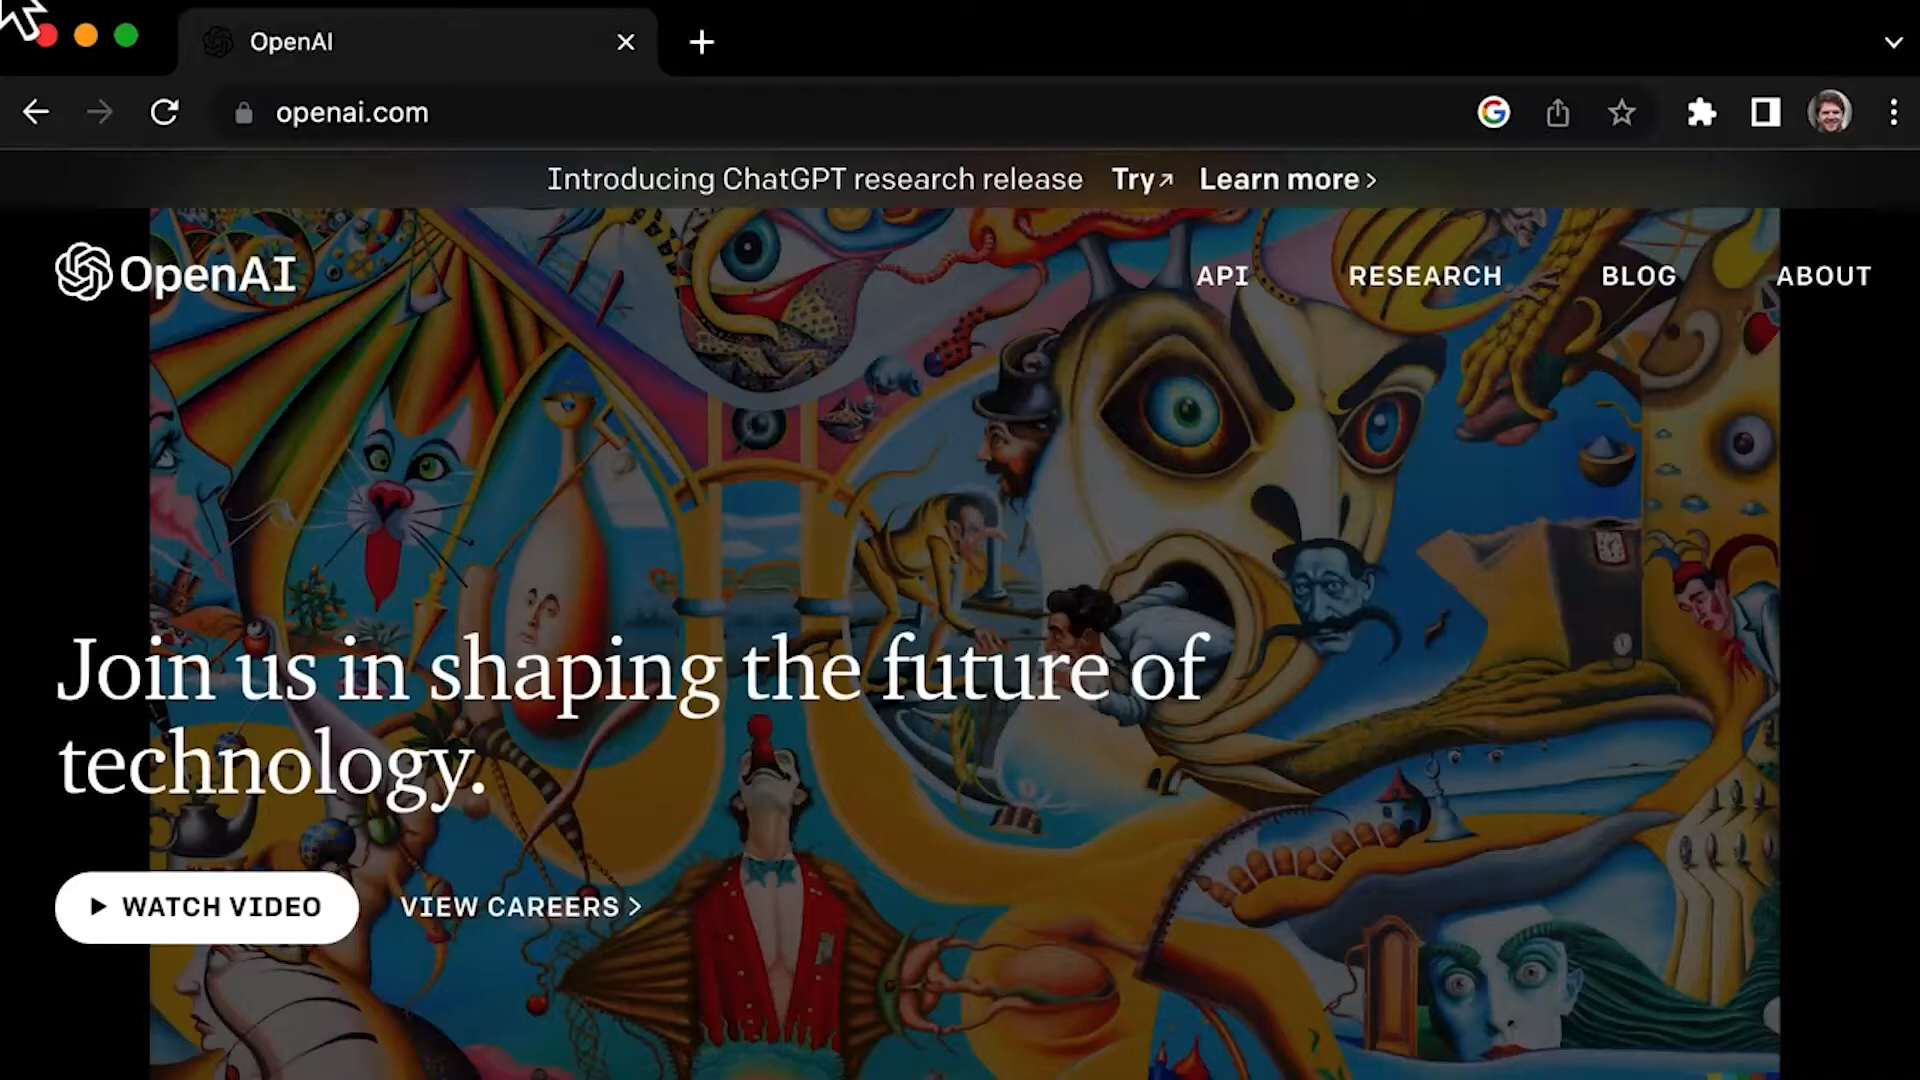 OpenAI
openai.com
Introducing ChatGPT research release Try↗ Learn more >
OpenAI API RESEARCH BLOG ABOUT
Join us in shaping the future of
technology.
WATCH VIDEO VIEW CAREERS >